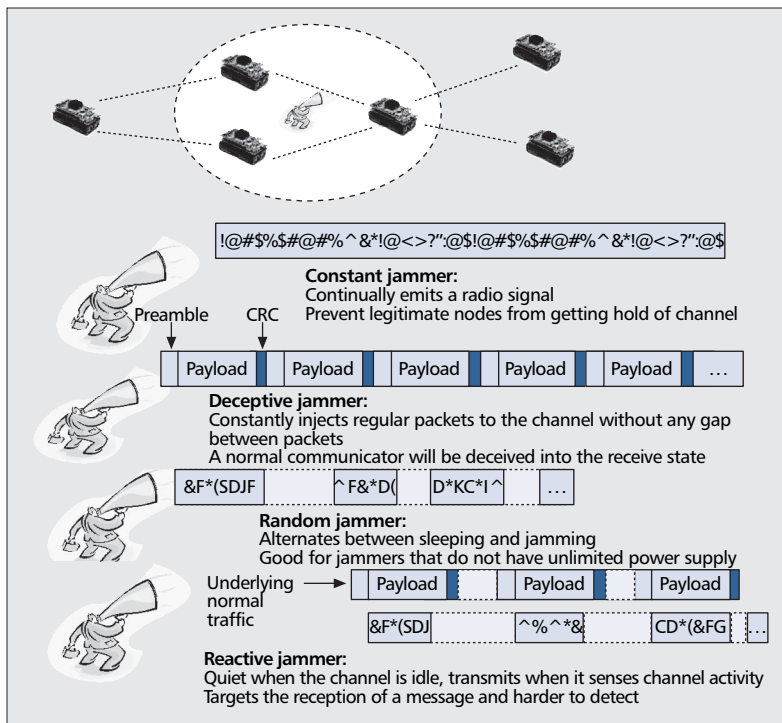 !@#$%$#@#%^&*!@<>?":@$!@#$%$#@#%^&*!@<>?":@$
Constant jammer:
Continually emits a radio signal
Prevent legitimate nodes from getting hold of channel
Preamble CRC
Payload Payload Payload Payload Payload ...
Deceptive jammer:
Constantly injects regular packets to the channel without any gap
between packets
A normal communicator will be deceived into the receive state
&F*(SDJF ^F&*D( D*KC*I^ ...
Random jammer:
Alternates between sleeping and jamming
Good for jammers that do not have unlimited power supply
Underlying
normal
traffic
Payload Payload Payload
&F*(SDJ ^%^*& CD*(&FG ...
Reactive jammer:
Quiet when the channel is idle, transmits when it senses channel activity
Targets the reception of a message and harder to detect